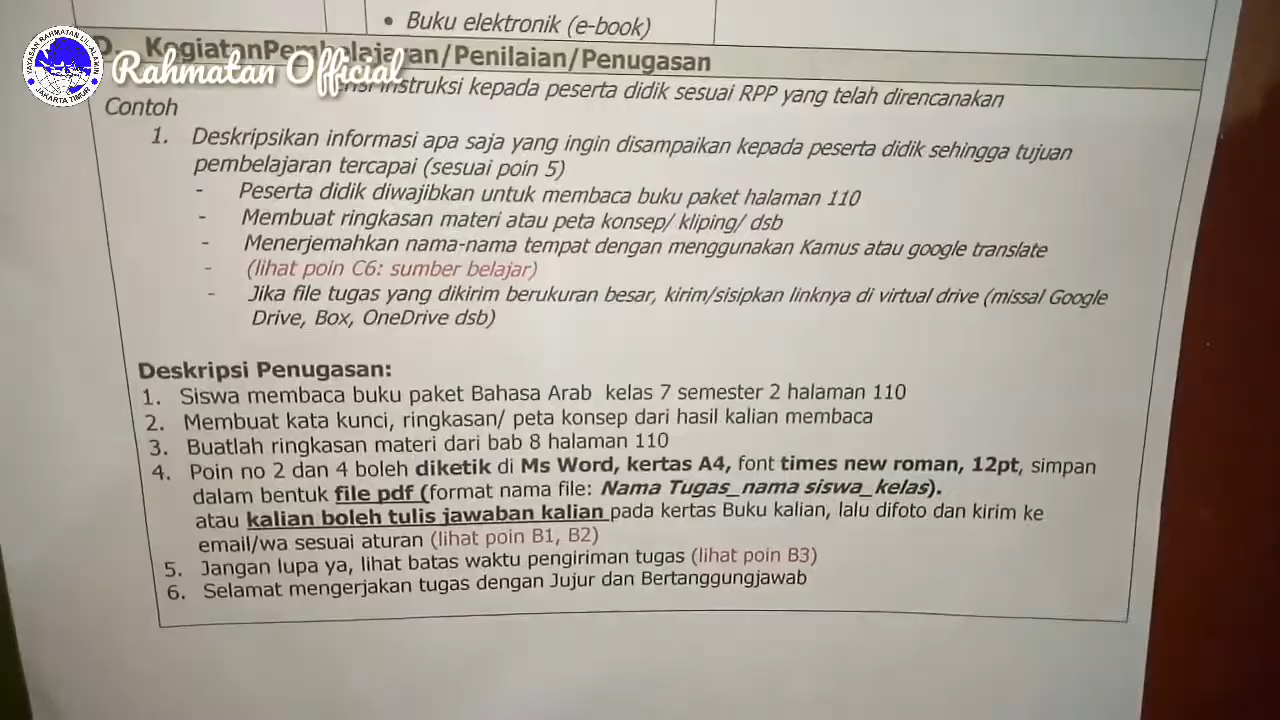 • Buku elektronik (e-book)
D. KegiatanPembelajaran/Penilaian/Penugasan
YAYASAN RAHMATAN LIL-ALAMIN
JAKARTA TIMUR
Rahmatan Official
instruksi kepada peserta didik sesuai RPP yang telah direncanakan
Contoh
1. Deskripsikan informasi apa saja yang ingin disampaikan kepada peserta didik sehingga tujuan
pembelajaran tercapai (sesuai poin 5)
- Peserta didik diwajibkan untuk membaca buku paket halaman 110
- Membuat ringkasan materi atau peta konsep/ kliping/ dsb
- Menerjemahkan nama-nama tempat dengan menggunakan Kamus atau google translate
- (lihat poin C6: sumber belajar)
- Jika file tugas yang dikirim berukuran besar, kirim/sisipkan linknya di virtual drive (missal Google
Drive, Box, OneDrive dsb)
Deskripsi Penugasan:
1. Siswa membaca buku paket Bahasa Arab kelas 7 semester 2 halaman 110
2. Membuat kata kunci, ringkasan/ peta konsep dari hasil kalian membaca
3. Buatlah ringkasan materi dari bab 8 halaman 110
4. Poin no 2 dan 4 boleh diketik di Ms Word, kertas A4, font times new roman, 12pt, simpan
dalam bentuk file pdf (format nama file: Nama Tugas_nama siswa_kelas).
atau kalian boleh tulis jawaban kalian pada kertas Buku kalian, lalu difoto dan kirim ke
email/wa sesuai aturan (lihat poin B1, B2)
5. Jangan lupa ya, lihat batas waktu pengiriman tugas (lihat poin B3)
6. Selamat mengerjakan tugas dengan Jujur dan Bertanggungjawab